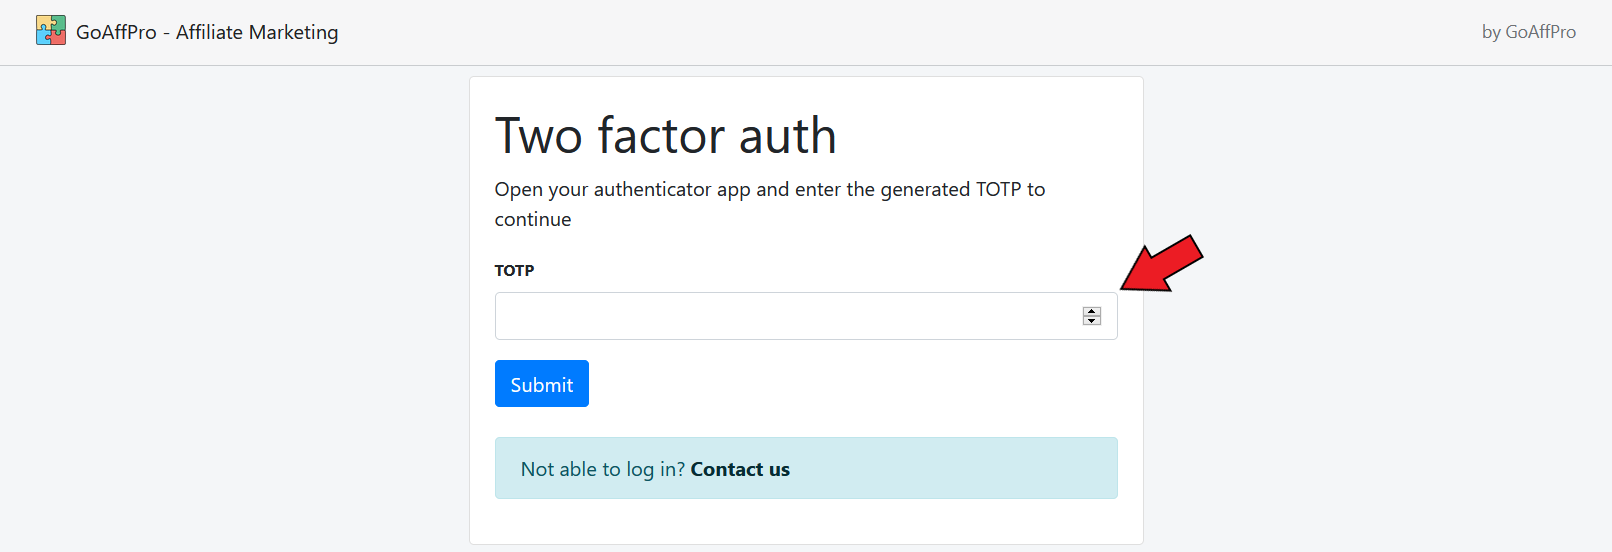 GoAffPro - Affiliate Marketing
by GoAffPro
Two factor auth
Open your authenticator app and enter the generated TOTP to
continue
TOTP
Submit
Not able to log in? Contact us